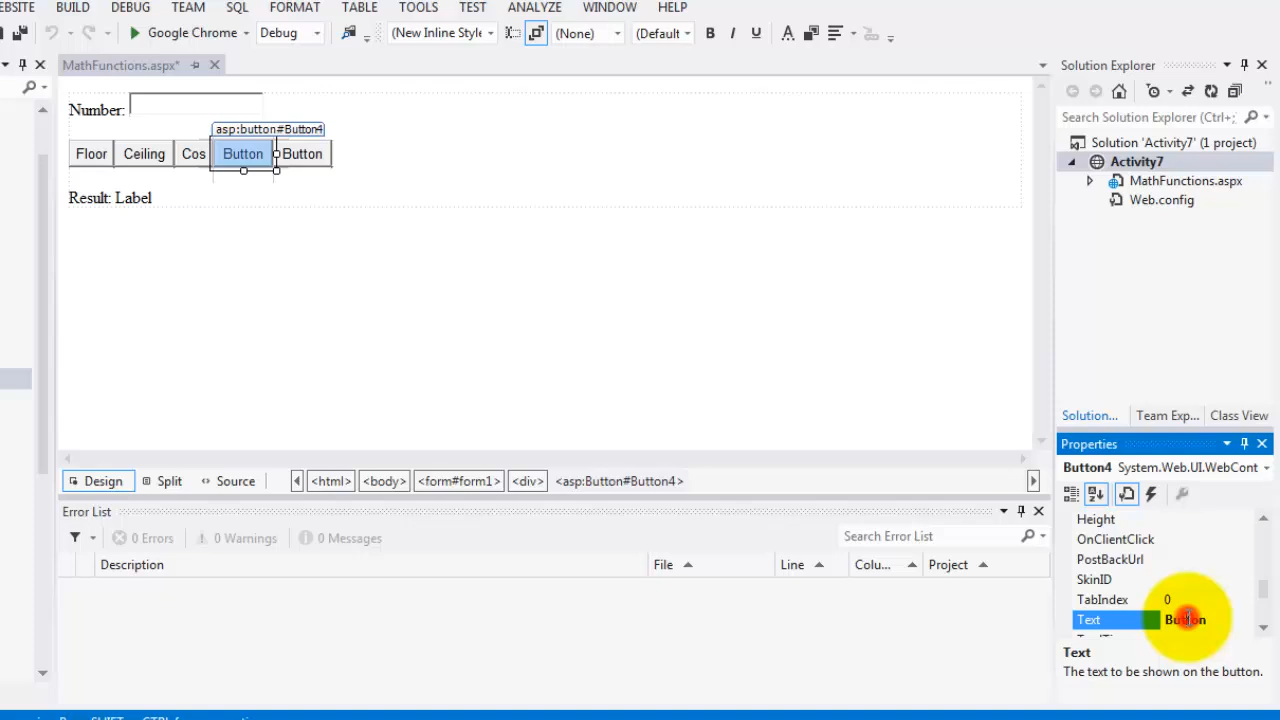 EBSITE BUILD DEBUG TEAM SQL FORMAT TABLE TOOLS TEST ANALYZE WINDOW HELP
Google Chrome Debug (New Inline Style (None) (Default B I U A
MathFunctions.aspx*
Solution Explorer
Number:
asp:button#Button4
Floor Ceiling Cos Button Button
Result: Label
Search Solution Explorer (Ctrl+;
Solution 'Activity7' (1 project)
Activity7
MathFunctions.aspx
Web.config
Solution... Team Exp... Class View
Design Split Source <html> <body> <form#form1> <div> <asp:Button#Button4>
Error List
0 Errors 0 Warnings 0 Messages Search Error List
Description File Line Colu... Project
Properties
Button4 System.Web.UI.WebCont
Height
OnClientClick
PostBackUrl
SkinID
TabIndex 0
Text Button
Text
The text to be shown on the button.